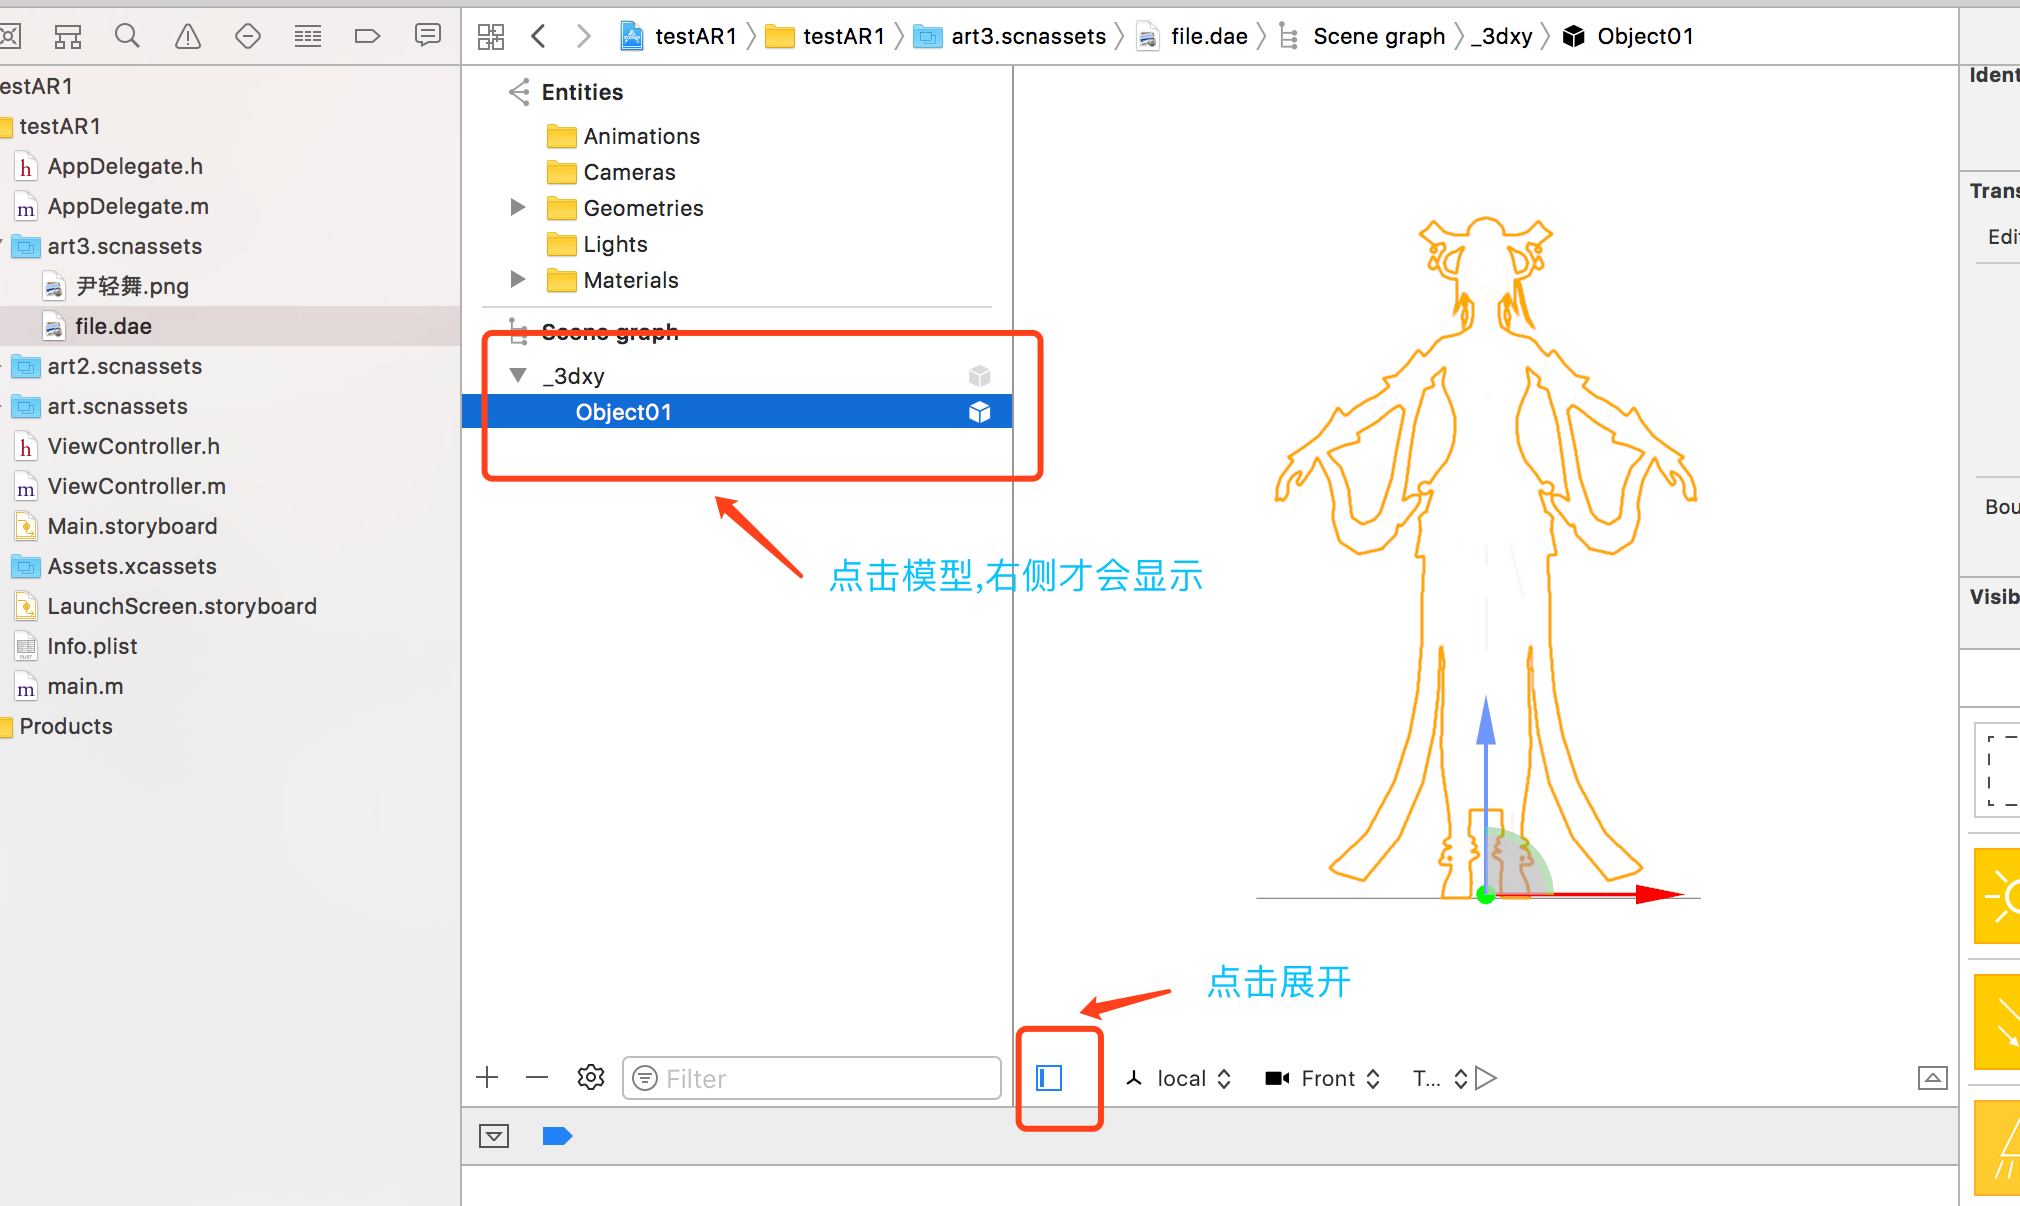 testAR1 testAR1 art3.scnassets file.dae Scene graph _3dxy Object01
estAR1
testAR1
AppDelegate.h
AppDelegate.m
art3.scnassets
尹轻舞.png
file.dae
art2.scnassets
art.scnassets
ViewController.h
ViewController.m
Main.storyboard
Assets.xcassets
LaunchScreen.storyboard
Info.plist
main.m
Products
Entities
Animations
Cameras
Geometries
Lights
Materials
Scene graph
_3dxy
Object01
点击模型,右侧才会显示
点击展开
Filter
local Front T...
Ident
Trans
Edi
Bou
Visib